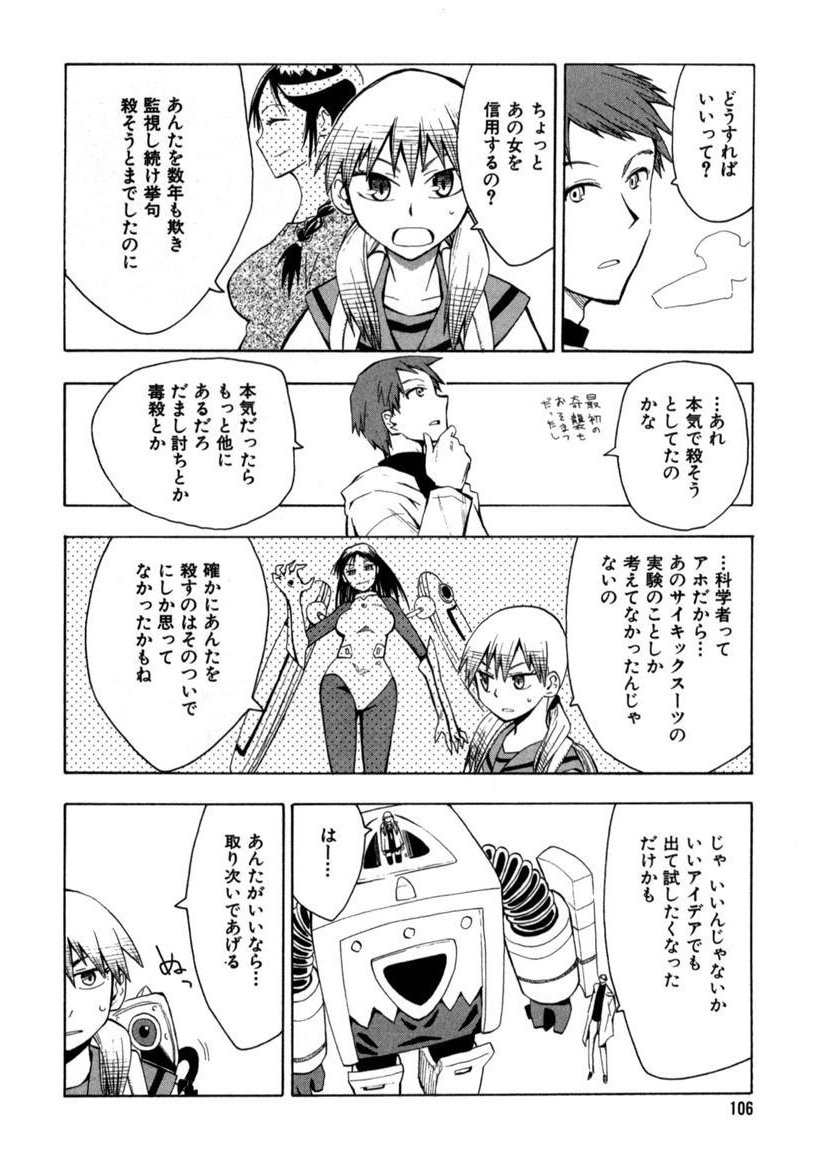 どうすれば
いいって？
ちょっと
あの女を
信用するの？
あんたを数年も欺き
監視し続け挙句
殺そうとまでしたのに
…あれ
本気で殺そう
としてたの
かな
最初の
奇襲も
おそまつ
だったし
本気だったら
もっと他に
あるだろ
だまし討ちとか
毒殺とか
…科学者って
アホだから…
あのサイキックスーツの
実験のことしか
考えてなかったんじゃ
ないの
確かにあんたを
殺すのはそのついで
にしか思って
なかったかもね
じゃ いいんじゃないか
いいアイデアでも
出て試したくなった
だけかも
はー…
あんたがいいなら…
取り次いであげる
ぬっ
106